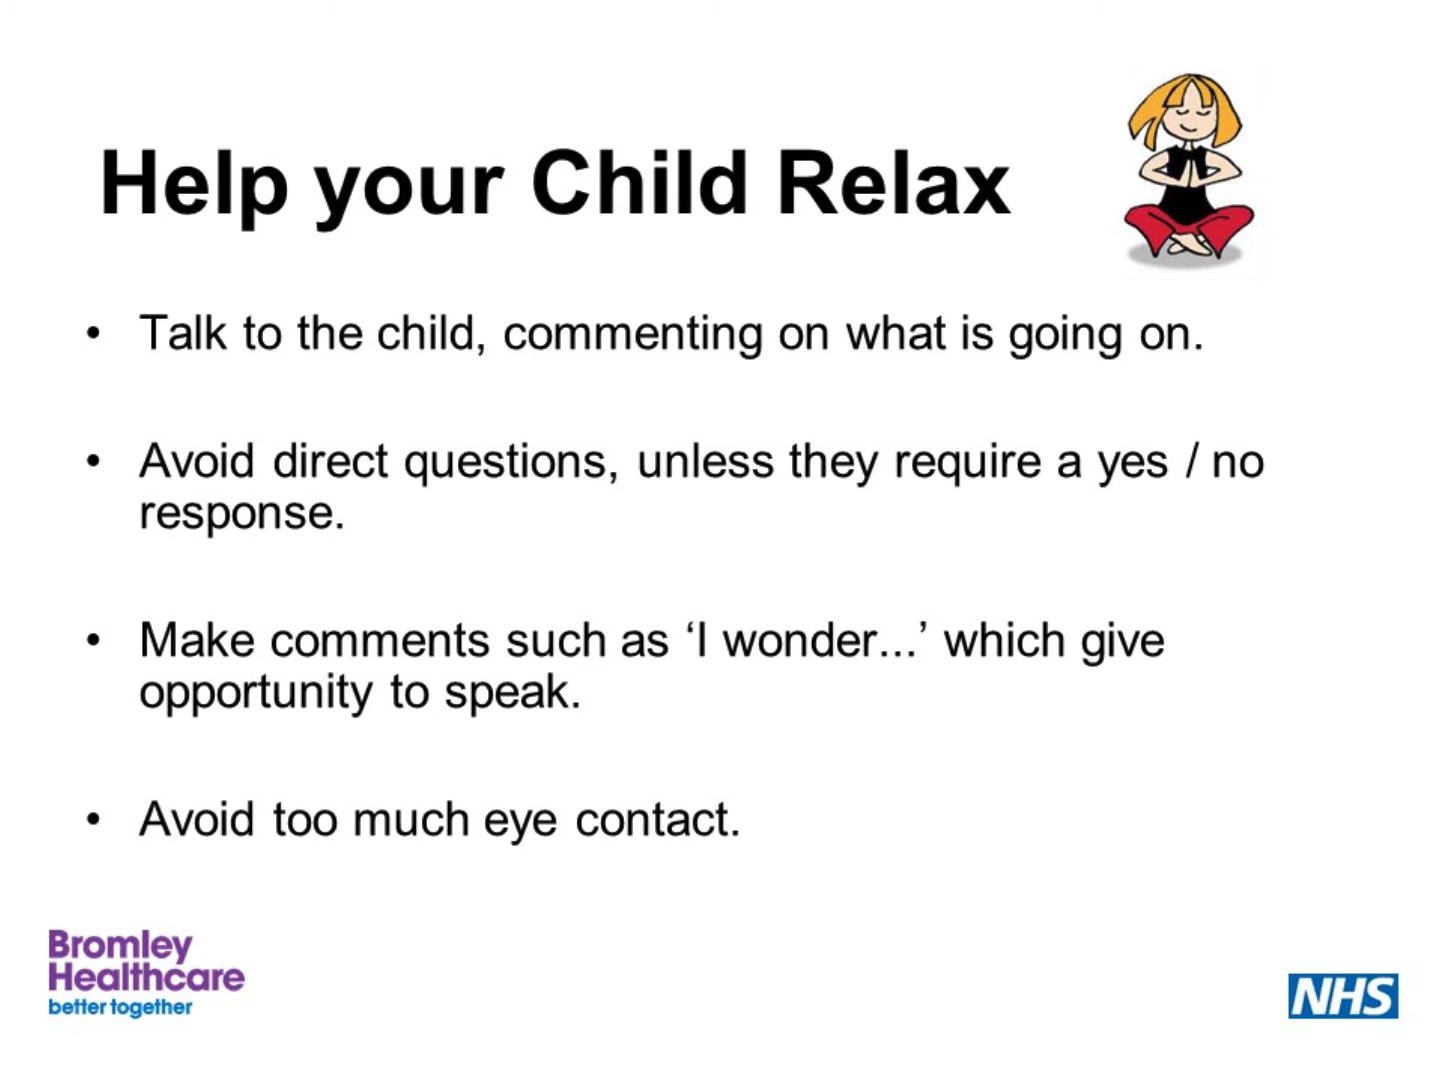 Help your Child Relax
• Talk to the child, commenting on what is going on.
• Avoid direct questions, unless they require a yes / no
response.
• Make comments such as ‘I wonder...’ which give
opportunity to speak.
• Avoid too much eye contact.
Bromley
Healthcare
better together
NHS